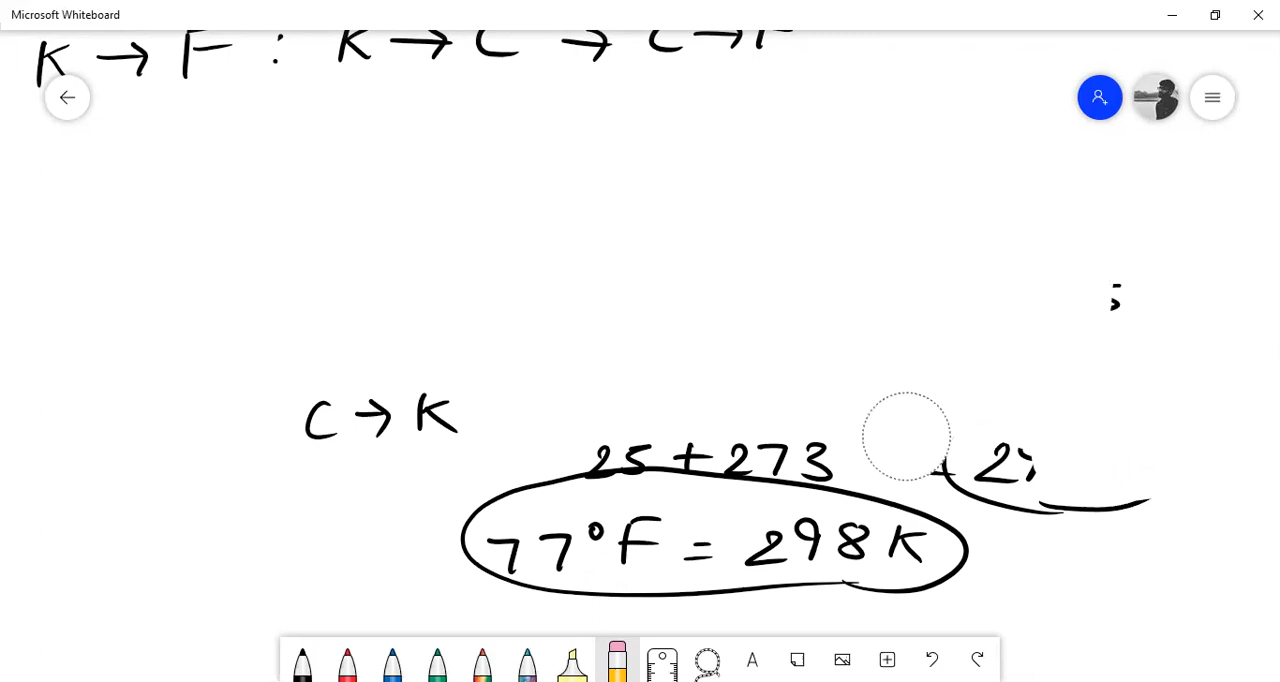 Microsoft Whiteboard
K → F : K → C → C → F
C → K
25 + 273
77°F = 298 K
A